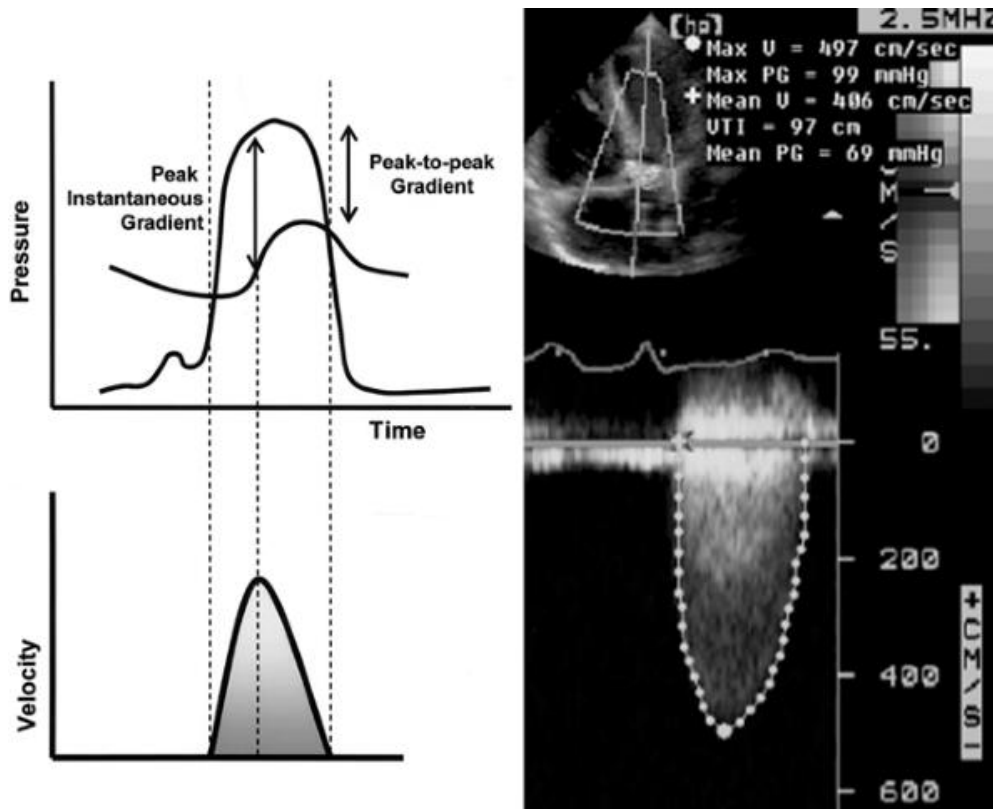 Pressure
Peak
Instantaneous
Gradient
Peak-to-peak
Gradient
Time
Velocity
2.5MHZ
[hp]
Max V = 497 cm/sec
Max PG = 99 mmHg
Mean V = 406 cm/sec
VTI = 97 cm
Mean PG = 69 mmHg
M/S
55.
0
200
400
600
+CM/S-